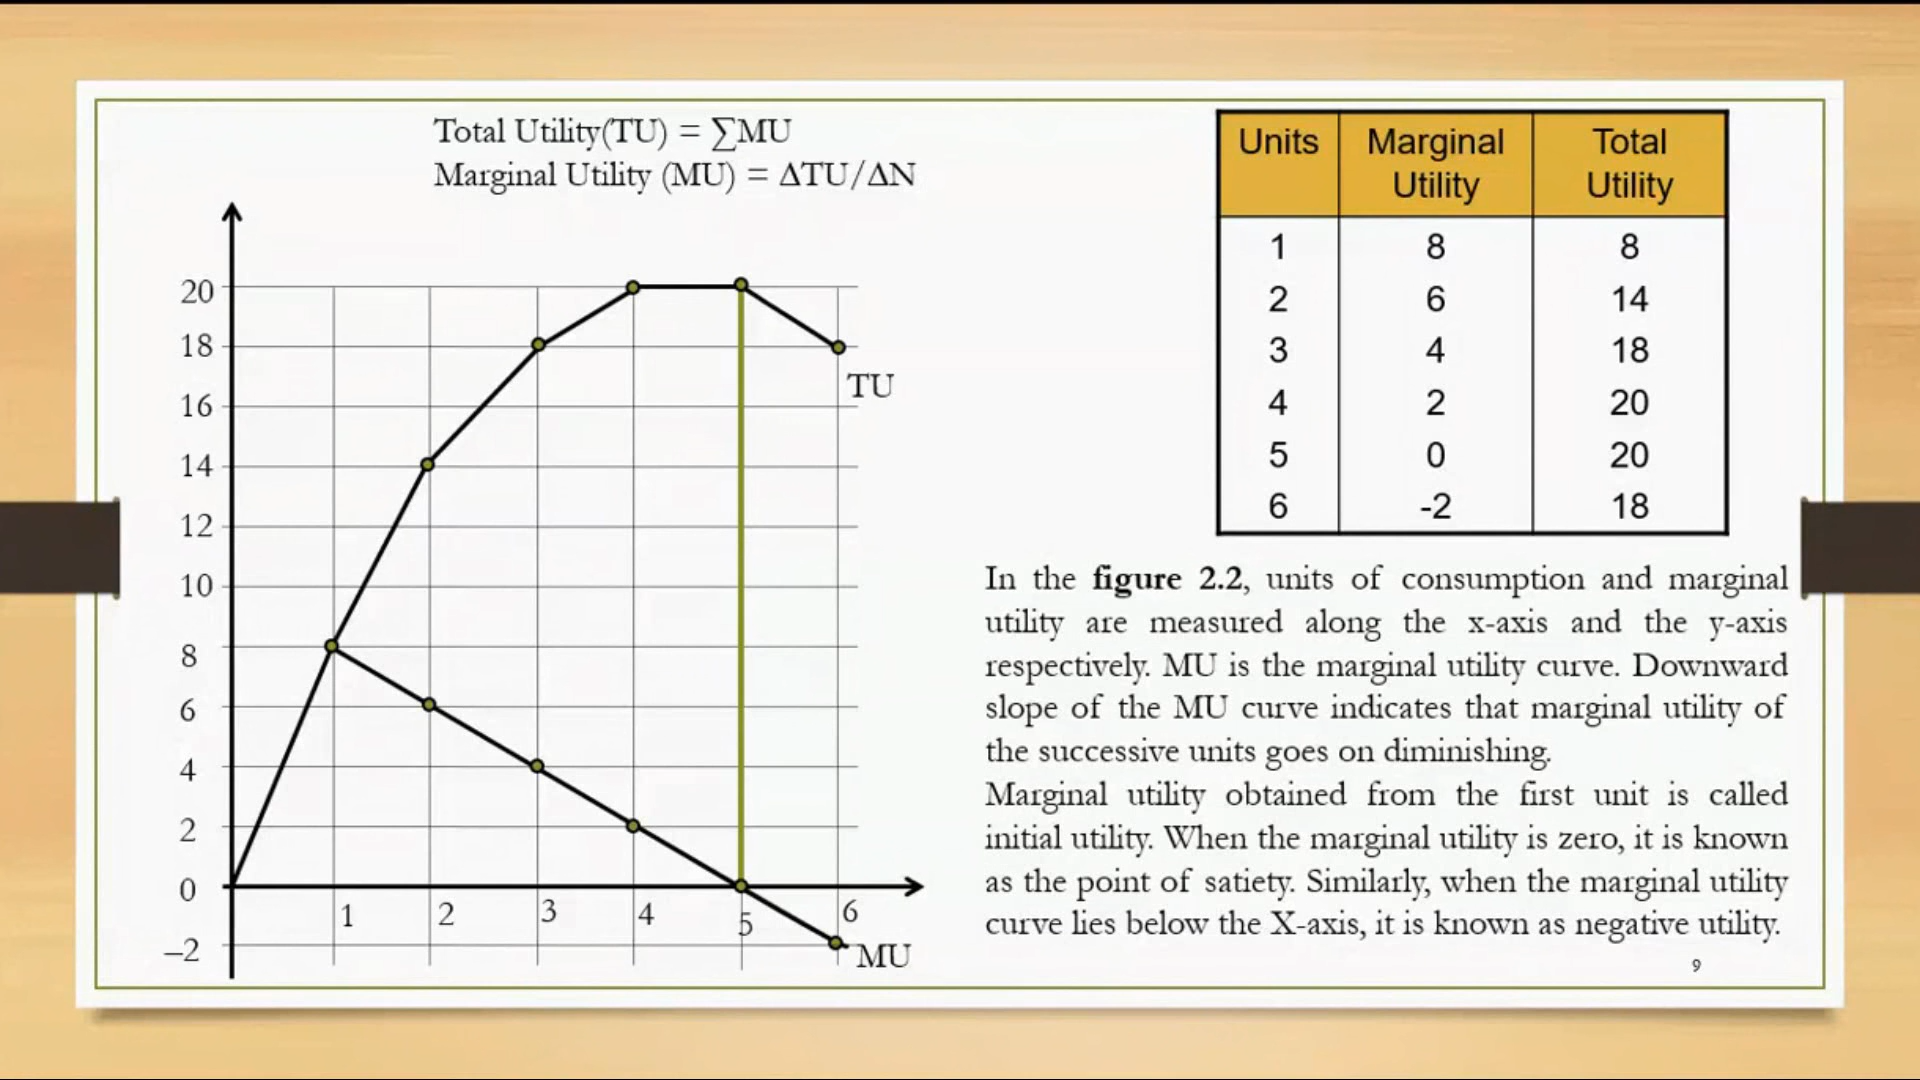 Total Utility(TU) = ∑MU
Marginal Utility (MU) = ΔTU/ΔN
20
18
16
14
12
10
8
6
4
2
0
–2
1 2 3 4 5 6
TU
MU
Units Marginal Utility Total Utility
1 8 8
2 6 14
3 4 18
4 2 20
5 0 20
6 -2 18
In the figure 2.2, units of consumption and marginal
utility are measured along the x-axis and the y-axis
respectively. MU is the marginal utility curve. Downward
slope of the MU curve indicates that marginal utility of
the successive units goes on diminishing.
Marginal utility obtained from the first unit is called
initial utility. When the marginal utility is zero, it is known
as the point of satiety. Similarly, when the marginal utility
curve lies below the X-axis, it is known as negative utility.
9